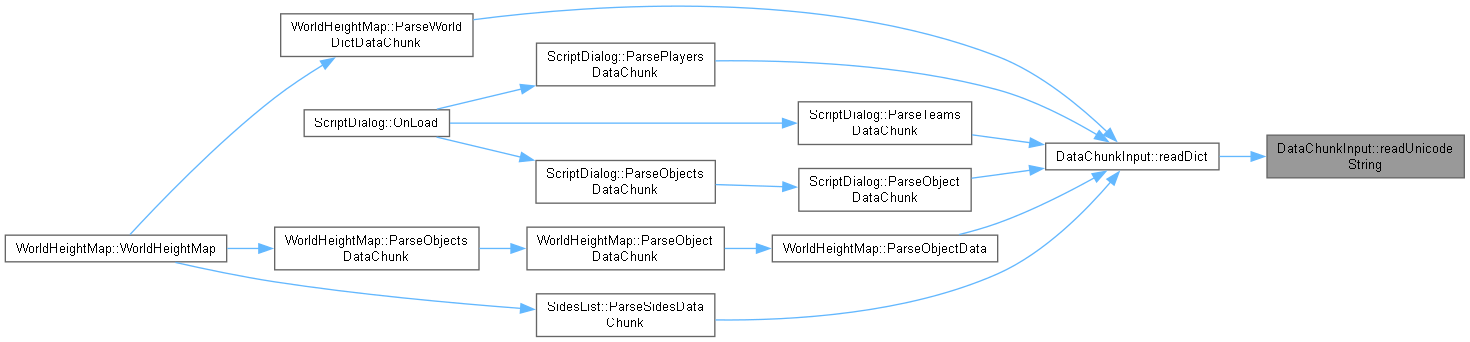 WorldHeightMap::ParseWorld
DictDataChunk
ScriptDialog::ParsePlayers
DataChunk
ScriptDialog::OnLoad
ScriptDialog::ParseTeams
DataChunk
DataChunkInput::readDict
DataChunkInput::readUnicode
String
ScriptDialog::ParseObjects
DataChunk
ScriptDialog::ParseObject
DataChunk
WorldHeightMap::WorldHeightMap
WorldHeightMap::ParseObjects
DataChunk
WorldHeightMap::ParseObject
DataChunk
WorldHeightMap::ParseObjectData
SidesList::ParseSidesData
Chunk